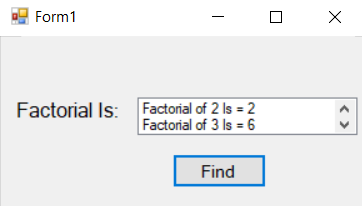 Form1
Factorial Is:
Factorial of 2 Is = 2
Factorial of 3 Is = 6
Find